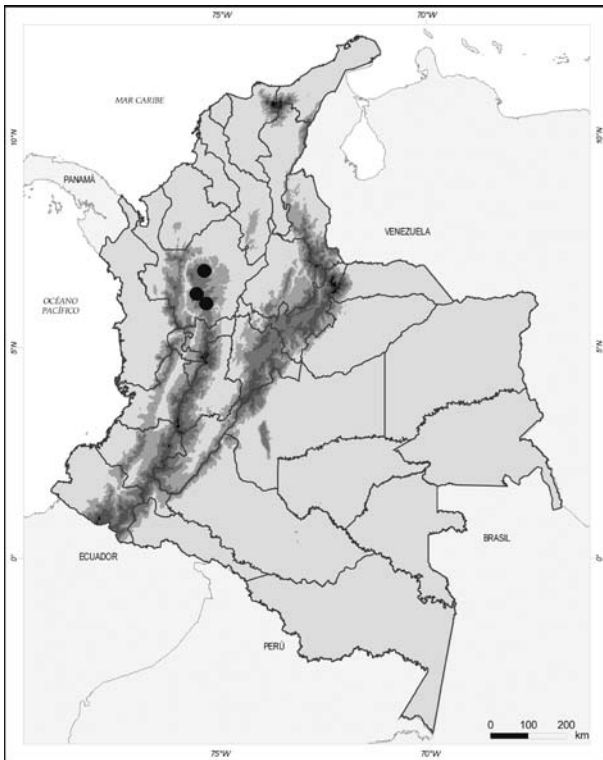 75°W 70°W
MAR CARIBE
10°N 10°N
PANAMÁ
VENEZUELA
OCÉANO
PACÍFICO
5°N 5°N
BRASIL
0° 0°
ECUADOR
PERÚ
0 100 200
km
75°W 70°W